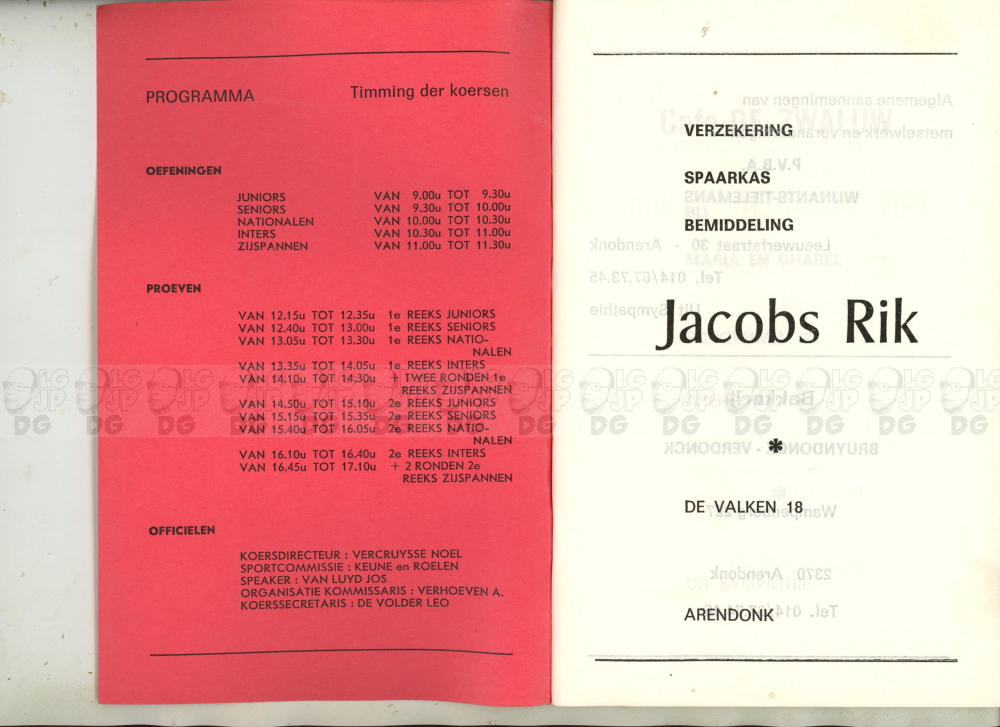 PROGRAMMA Timming der koersen
OEFENINGEN
JUNIORS VAN 9.00u TOT 9.30u
SENIORS VAN 9.30u TOT 10.00u
NATIONALEN VAN 10.00u TOT 10.30u
INTERS VAN 10.30u TOT 11.00u
ZIJSPANNEN VAN 11.00u TOT 11.30u
PROEVEN
VAN 12.15u TOT 12.35u 1e REEKS JUNIORS
VAN 12.40u TOT 13.00u 1e REEKS SENIORS
VAN 13.05u TOT 13.30u 1e REEKS NATIO-
NALEN
VAN 13.35u TOT 14.05u 1e REEKS INTERS
VAN 14.10u TOT 14.30u + TWEE RONDEN 1e
REEKS ZIJSPANNEN
VAN 14.50u TOT 15.10u 2e REEKS JUNIORS
VAN 15.15u TOT 15.35u 2e REEKS SENIORS
VAN 15.40u TOT 16.05u 2e REEKS NATIO-
NALEN
VAN 16.10u TOT 16.40u 2e REEKS INTERS
VAN 16.45u TOT 17.10u + 2 RONDEN 2e
REEKS ZIJSPANNEN
OFFICIELEN
KOERSDIRECTEUR : VERCRUYSSE NOEL
SPORTCOMMISSIE : KEUNE en ROELEN
SPEAKER : VAN LUYD JOS
ORGANISATIE KOMMISSARIS : VERHOEVEN A.
KOERSSECRETARIS : DE VOLDER LEO
VERZEKERING
SPAARKAS
BEMIDDELING
Jacobs Rik
*
DE VALKEN 18
ARENDONK